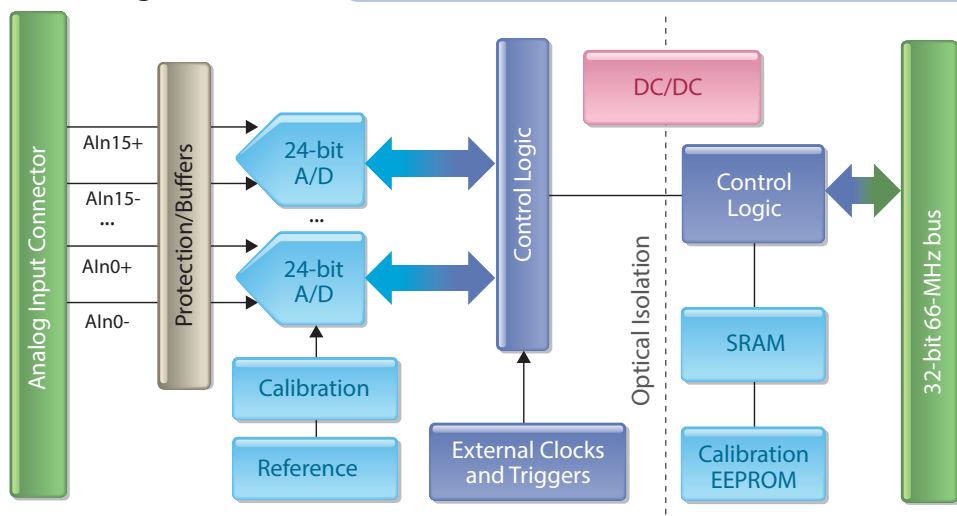 Analog Input Connector
AIn15+
AIn15-
...
AIn0+
AIn0-
Protection/Buffers
24-bit
A/D
...
24-bit
A/D
Calibration
Reference
Control Logic
External Clocks
and Triggers
DC/DC
Optical Isolation
Control
Logic
SRAM
Calibration
EEPROM
32-bit 66-MHz bus